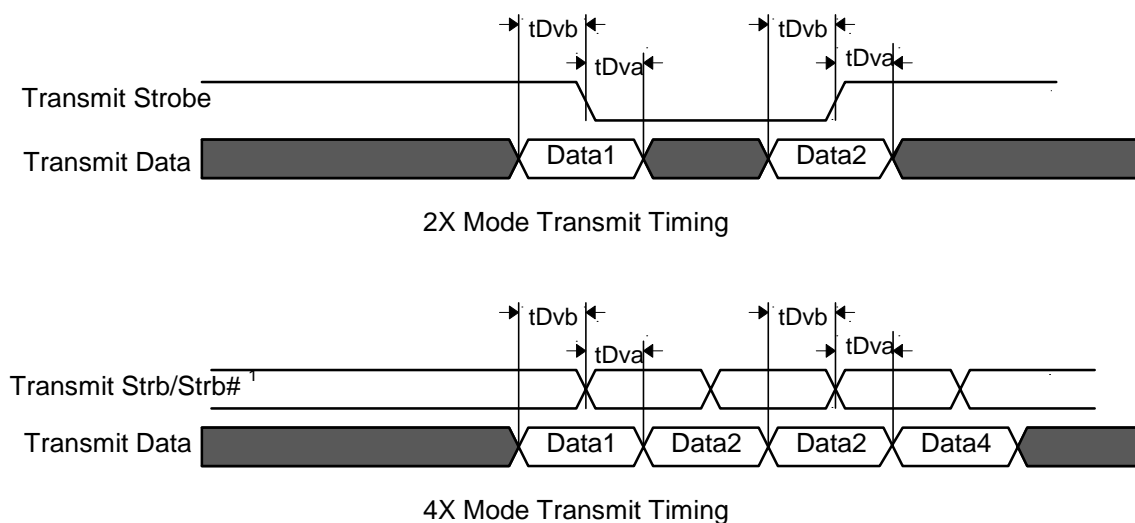 tDvb tDvb
tDva tDva
Transmit Strobe
Transmit Data Data1 Data2
2X Mode Transmit Timing
tDvb tDvb
tDva tDva
Transmit Strb/Strb# 1
Transmit Data Data1 Data2 Data2 Data4
4X Mode Transmit Timing